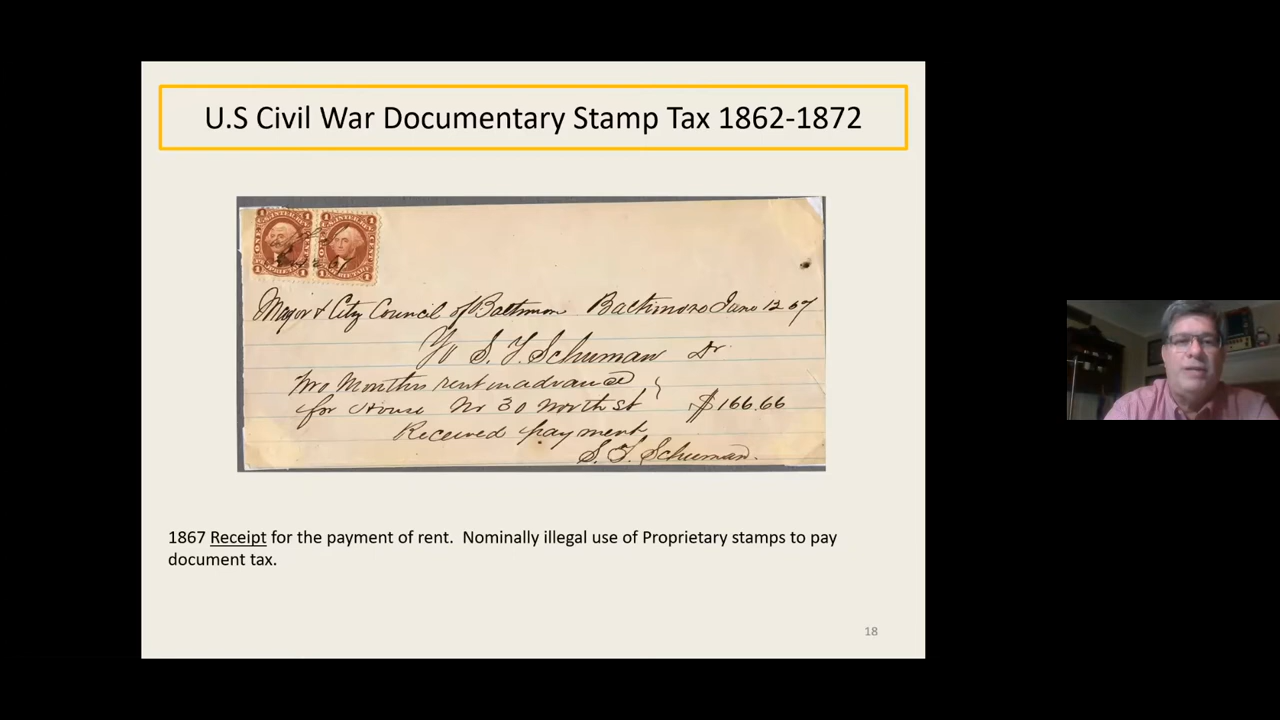 U.S Civil War Documentary Stamp Tax 1862-1872
Mayor & City Council of Baltimore Baltimore June 12 67
To S. F. Schuman Dr
Two Months rent in advance
for House No 30 North st $166.66
Received payment
S. F. Schuman.
1867 Receipt for the payment of rent. Nominally illegal use of Proprietary stamps to pay
document tax.
18